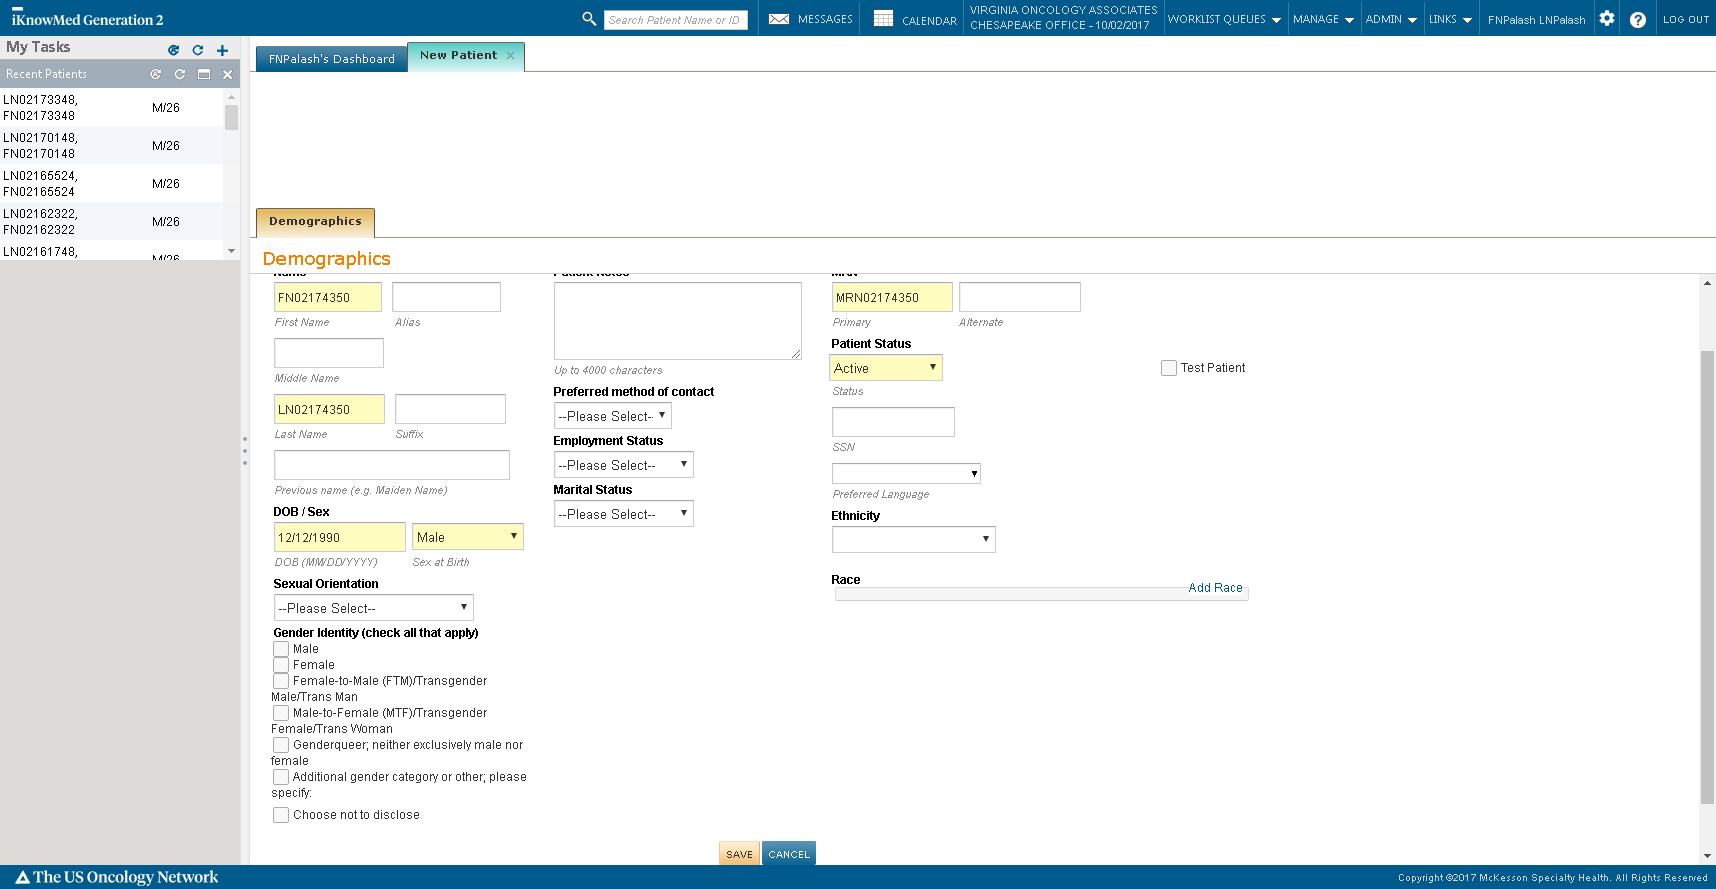 iKnowMed Generation 2
Search Patient Name or ID
MESSAGES
CALENDAR
VIRGINIA ONCOLOGY ASSOCIATES
CHESAPEAKE OFFICE - 10/02/2017
WORKLIST QUEUES
MANAGE
ADMIN
LINKS
FNPalash LNPalash
LOG OUT
My Tasks
Recent Patients
LN02173348,
FN02173348
M/26
LN02170148,
FN02170148
M/26
LN02165524,
FN02165524
M/26
LN02162322,
FN02162322
M/26
LN02161748,
M/26
FNPalash's Dashboard
New Patient
Demographics
Demographics
Name
FN02174350
First Name
Alias
Middle Name
LN02174350
Last Name
Suffix
Previous name (e.g. Maiden Name)
DOB / Sex
12/12/1990
Male
DOB (MM/DD/YYYY)
Sex at Birth
Sexual Orientation
--Please Select--
Gender Identity (check all that apply)
Male
Female
Female-to-Male (FTM)/Transgender
Male/Trans Man
Male-to-Female (MTF)/Transgender
Female/Trans Woman
Genderqueer; neither exclusively male nor
female
Additional gender category or other; please
specify:
Choose not to disclose
Patient Notes
Up to 4000 characters
Preferred method of contact
--Please Select-
Employment Status
--Please Select--
Marital Status
--Please Select--
MRN
MRN02174350
Primary
Alternate
Patient Status
Active
Status
Test Patient
SSN
Preferred Language
Ethnicity
Race
Add Race
SAVE
CANCEL
The US Oncology Network
Copyright ©2017 McKesson Specialty Health. All Rights Reserved